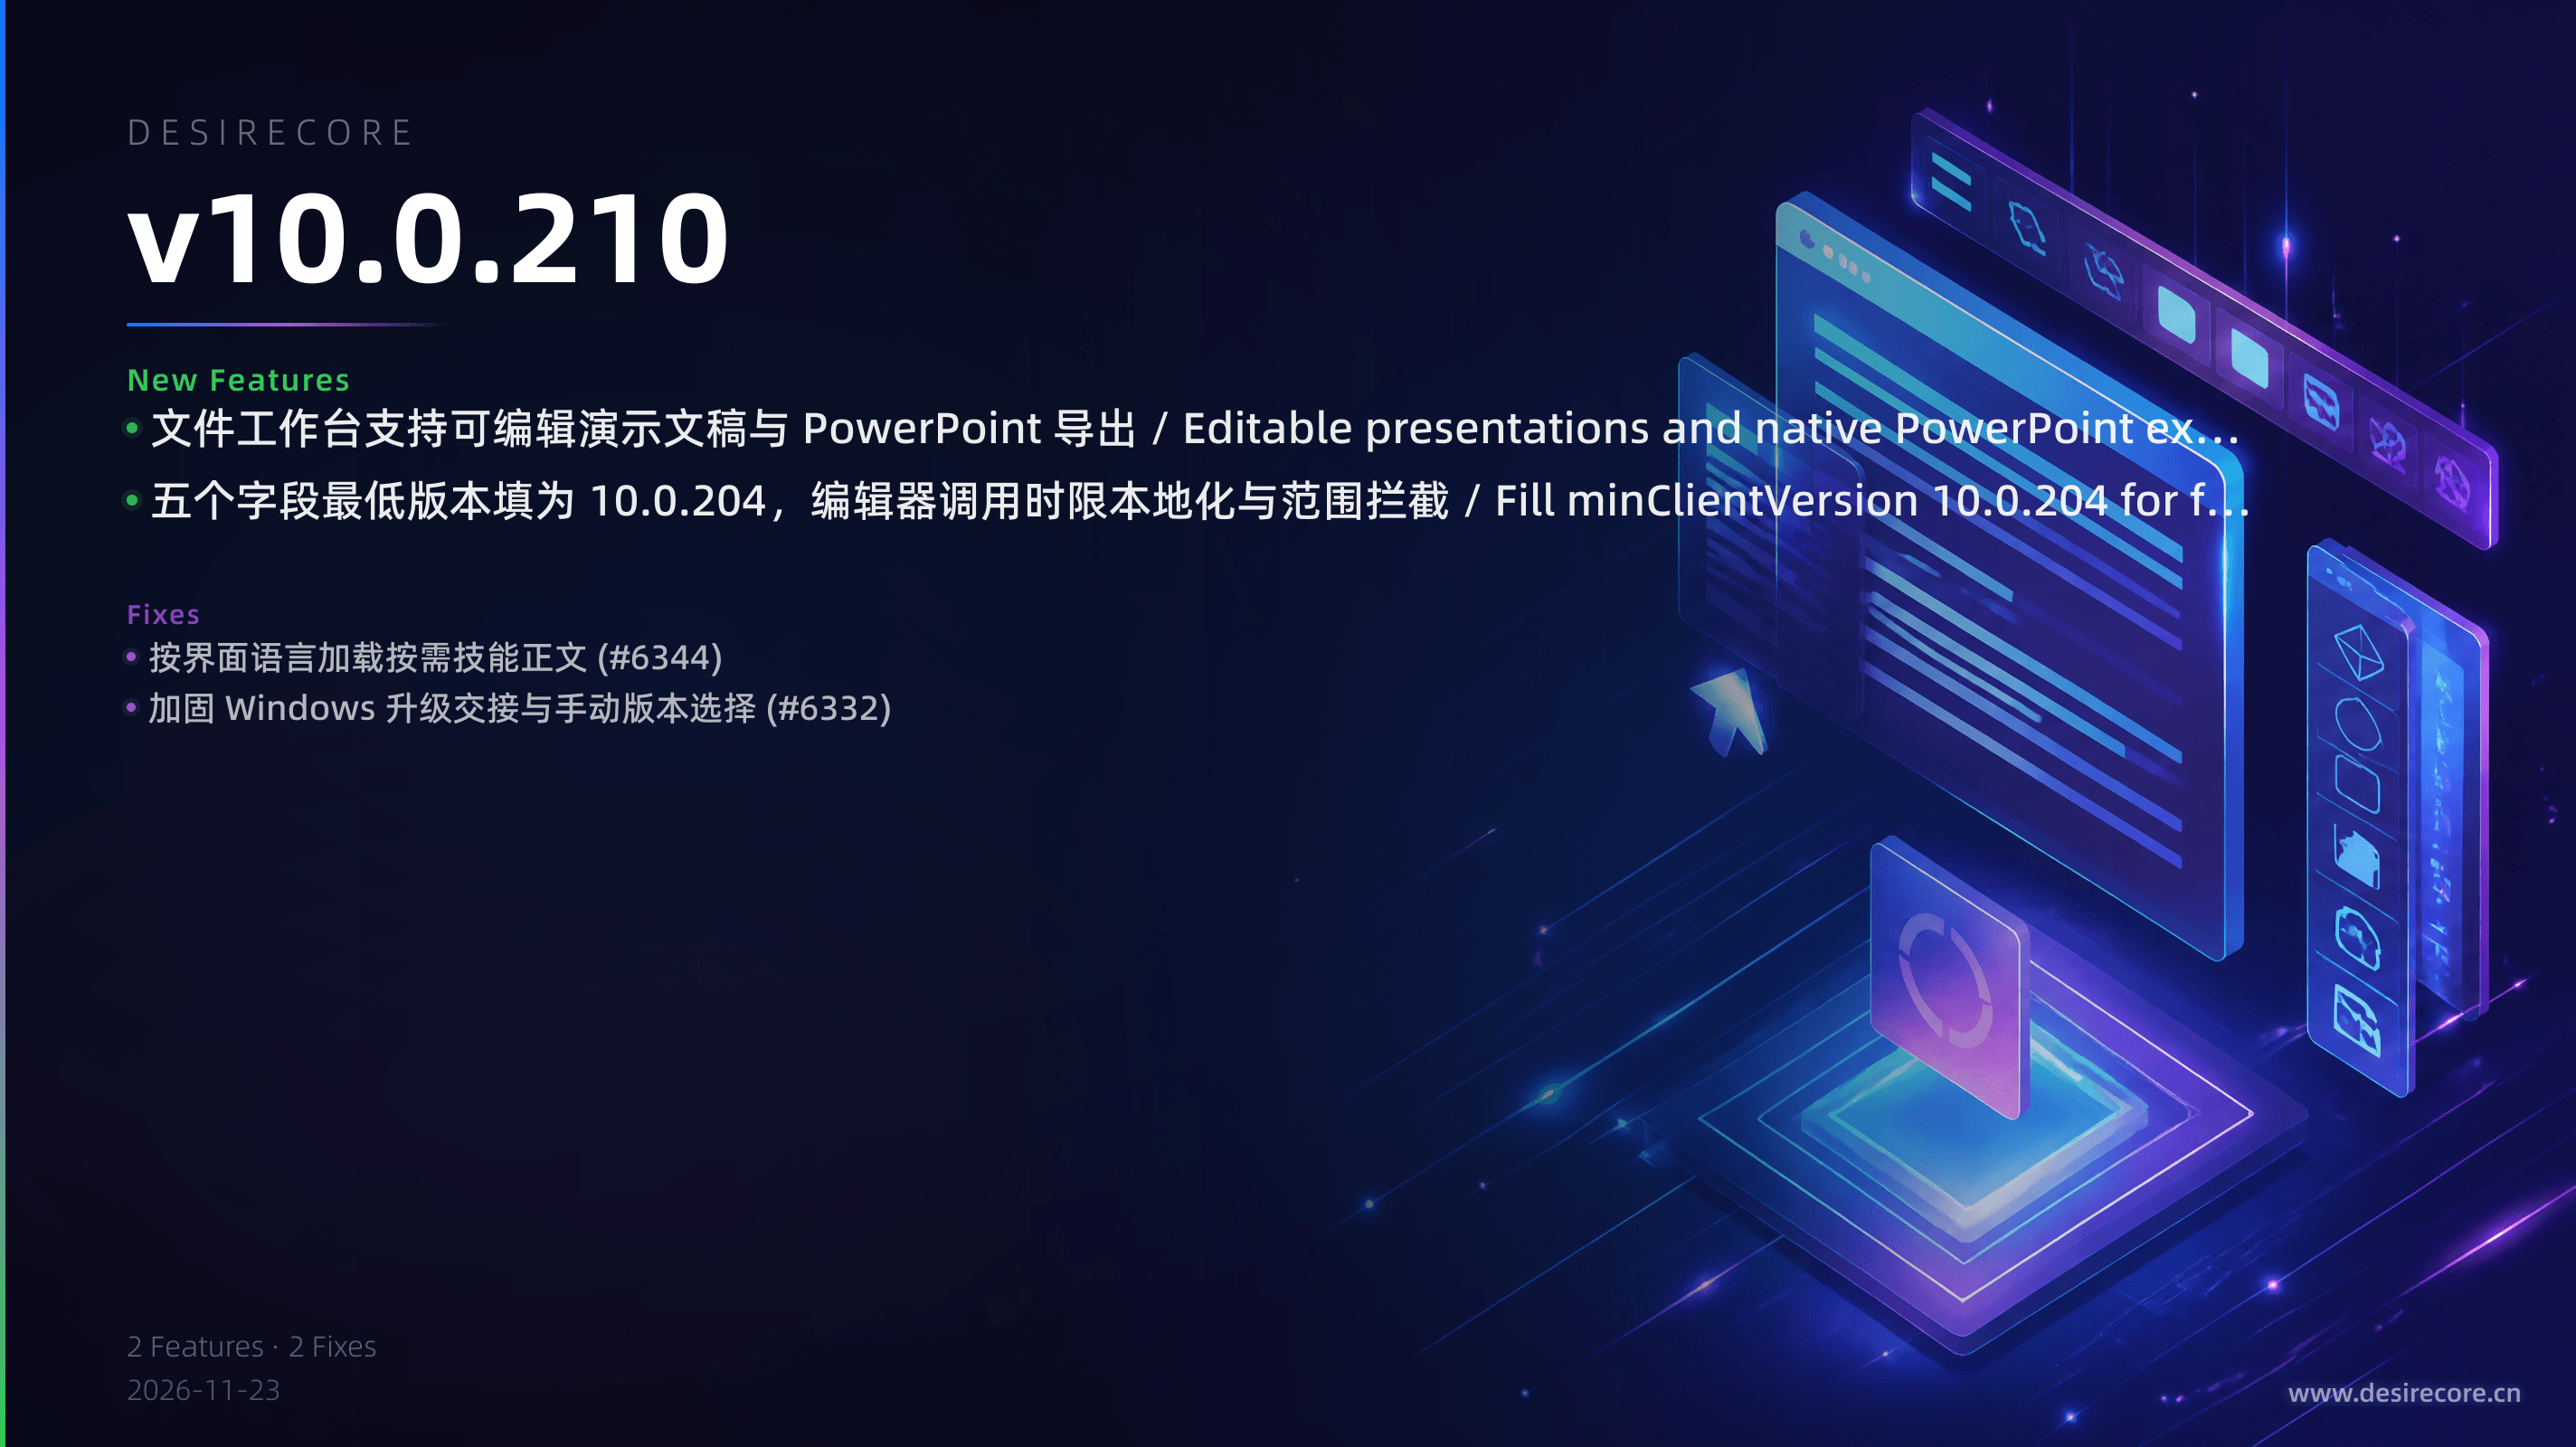 DESIRECORE
v10.0.210
New Features
文件工作台支持可编辑演示文稿与 PowerPoint 导出 / Editable presentations and native PowerPoint ex...
五个字段最低版本填为 10.0.204，编辑器调用时限本地化与范围拦截 / Fill minClientVersion 10.0.204 for f...
Fixes
按界面语言加载按需技能正文 (#6344)
加固 Windows 升级交接与手动版本选择 (#6332)
2 Features · 2 Fixes
2026-11-23
www.desirecore.cn